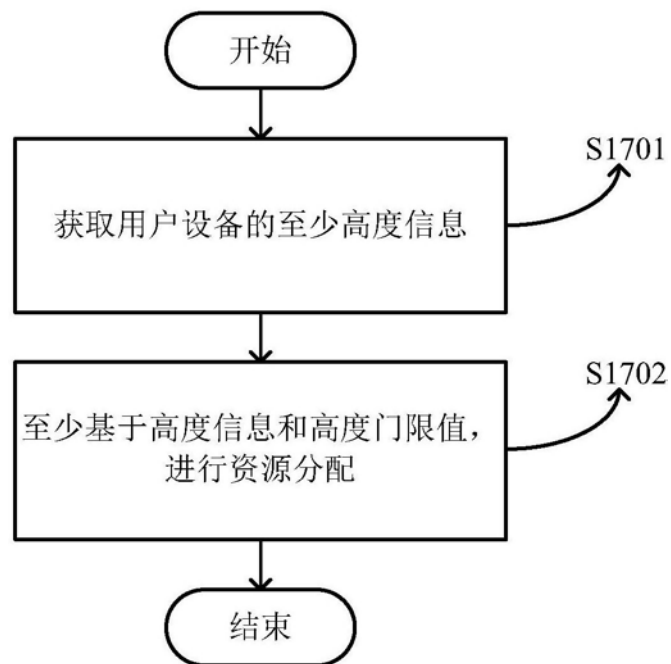 开始
S1701
获取用户设备的至少高度信息
S1702
至少基于高度信息和高度门限值，
进行资源分配
结束